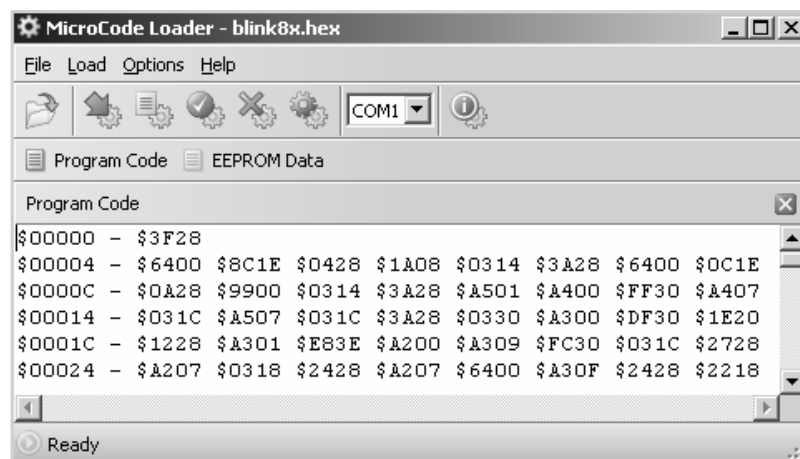 MicroCode Loader - blink8x.hex
File Load Options Help
COM1
Program Code EEPROM Data
Program Code
$00000 - $3F28
$00004 - $6400 $8C1E $0428 $1A08 $0314 $3A28 $6400 $0C1E
$0000C - $0A28 $9900 $0314 $3A28 $A501 $A400 $FF30 $A407
$00014 - $031C $A507 $031C $3A28 $0330 $A300 $DF30 $1E20
$0001C - $1228 $A301 $E83E $A200 $A309 $FC30 $031C $2728
$00024 - $A207 $0318 $2428 $A207 $6400 $A30F $2428 $2218
Ready